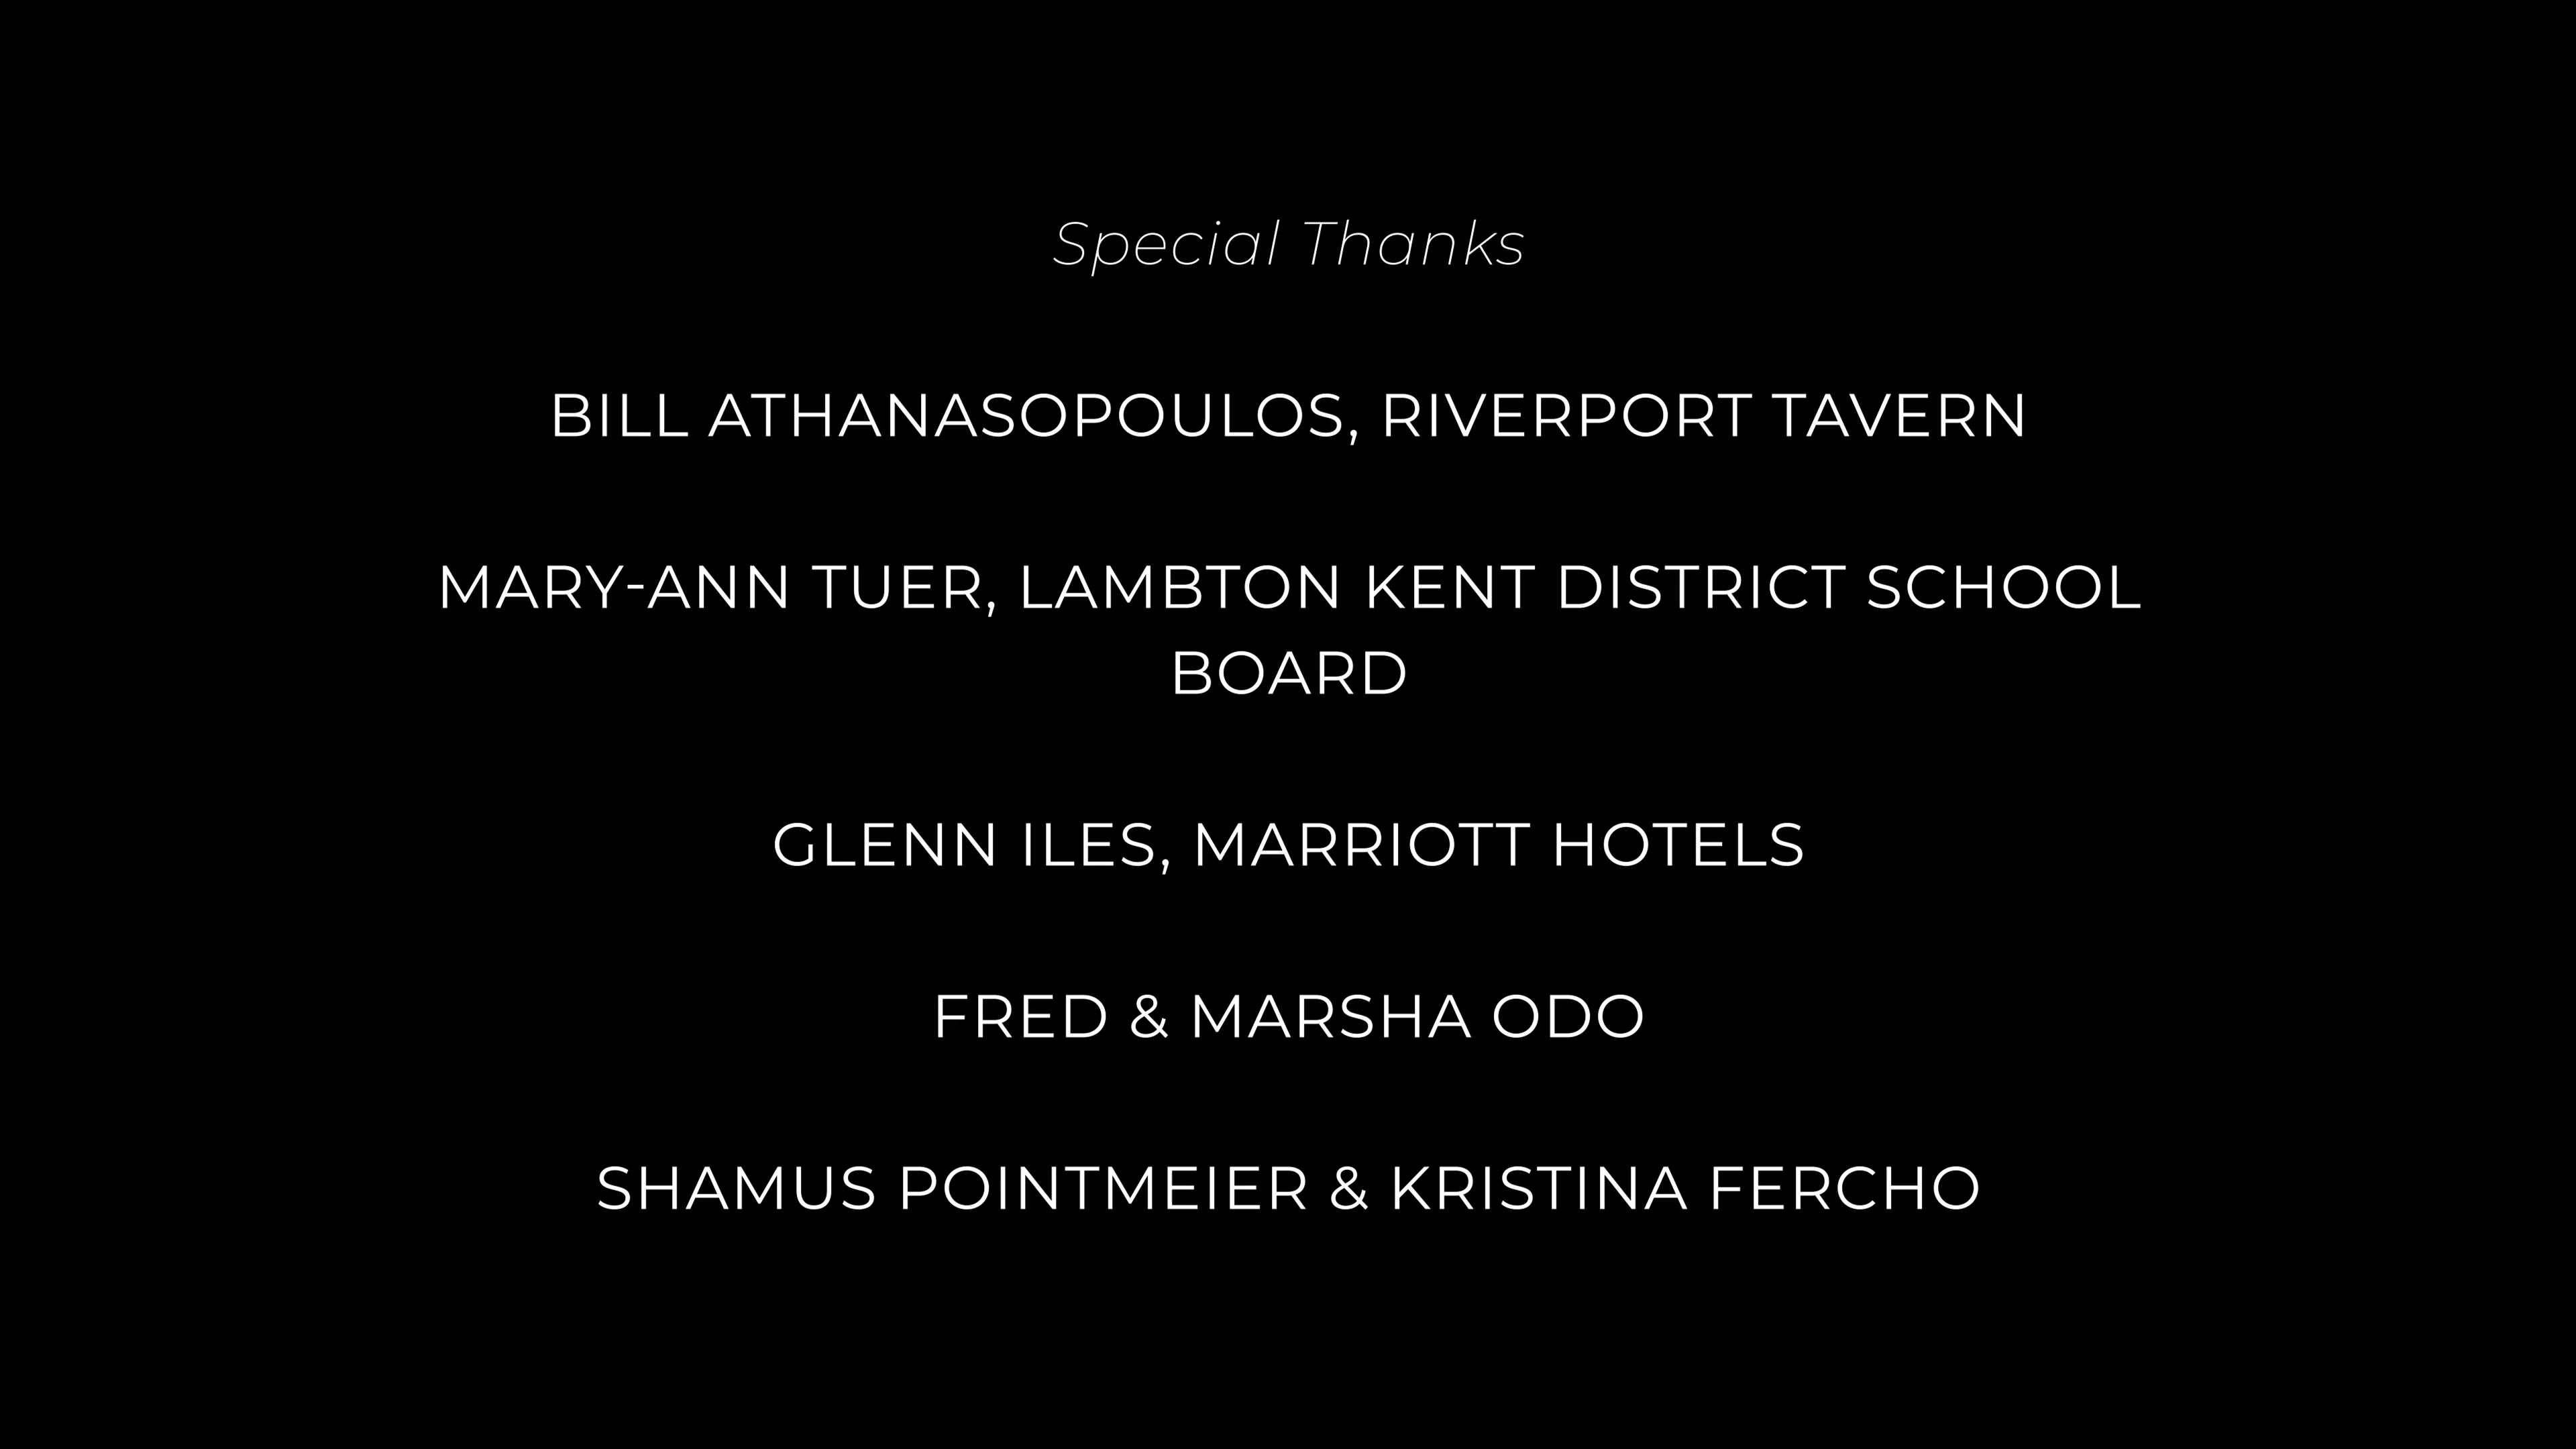 Special Thanks
BILL ATHANASOPOULOS, RIVERPORT TAVERN
MARY-ANN TUER, LAMBTON KENT DISTRICT SCHOOL
BOARD
GLENN ILES, MARRIOTT HOTELS
FRED & MARSHA ODO
SHAMUS POINTMEIER & KRISTINA FERCHO